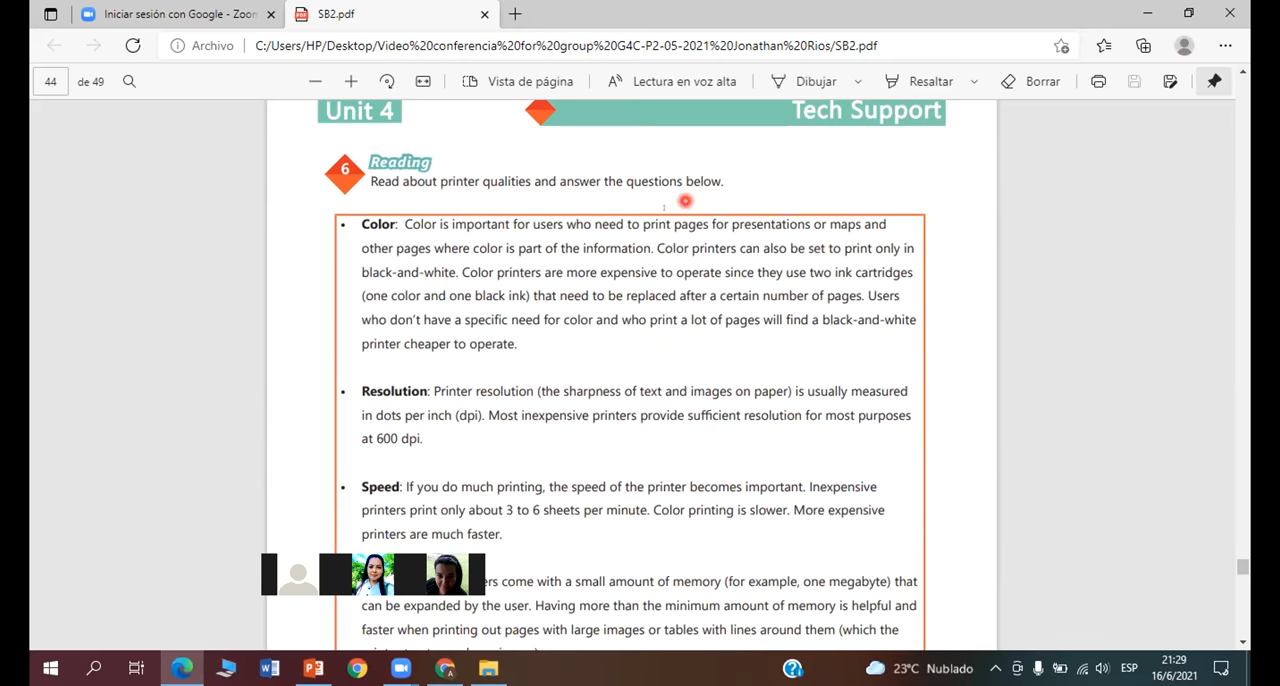 Iniciar sesión con Google - Zoom
SB2.pdf
Archivo
C:/Users/HP/Desktop/Video%20conferencia%20for%20group%20G4C-P2-05-2021%20Jonathan%20Rios/SB2.pdf
44 de 49
Vista de página
Lectura en voz alta
Dibujar
Resaltar
Borrar
Unit 4
Tech Support
6 Reading
Read about printer qualities and answer the questions below.
• Color: Color is important for users who need to print pages for presentations or maps and
other pages where color is part of the information. Color printers can also be set to print only in
black-and-white. Color printers are more expensive to operate since they use two ink cartridges
(one color and one black ink) that need to be replaced after a certain number of pages. Users
who don't have a specific need for color and who print a lot of pages will find a black-and-white
printer cheaper to operate.
• Resolution: Printer resolution (the sharpness of text and images on paper) is usually measured
in dots per inch (dpi). Most inexpensive printers provide sufficient resolution for most purposes
at 600 dpi.
• Speed: If you do much printing, the speed of the printer becomes important. Inexpensive
printers print only about 3 to 6 sheets per minute. Color printing is slower. More expensive
printers are much faster.
come with a small amount of memory (for example, one megabyte) that
can be expanded by the user. Having more than the minimum amount of memory is helpful and
faster when printing out pages with large images or tables with lines around them (which the
23°C Nublado
ESP
21:29
16/6/2021